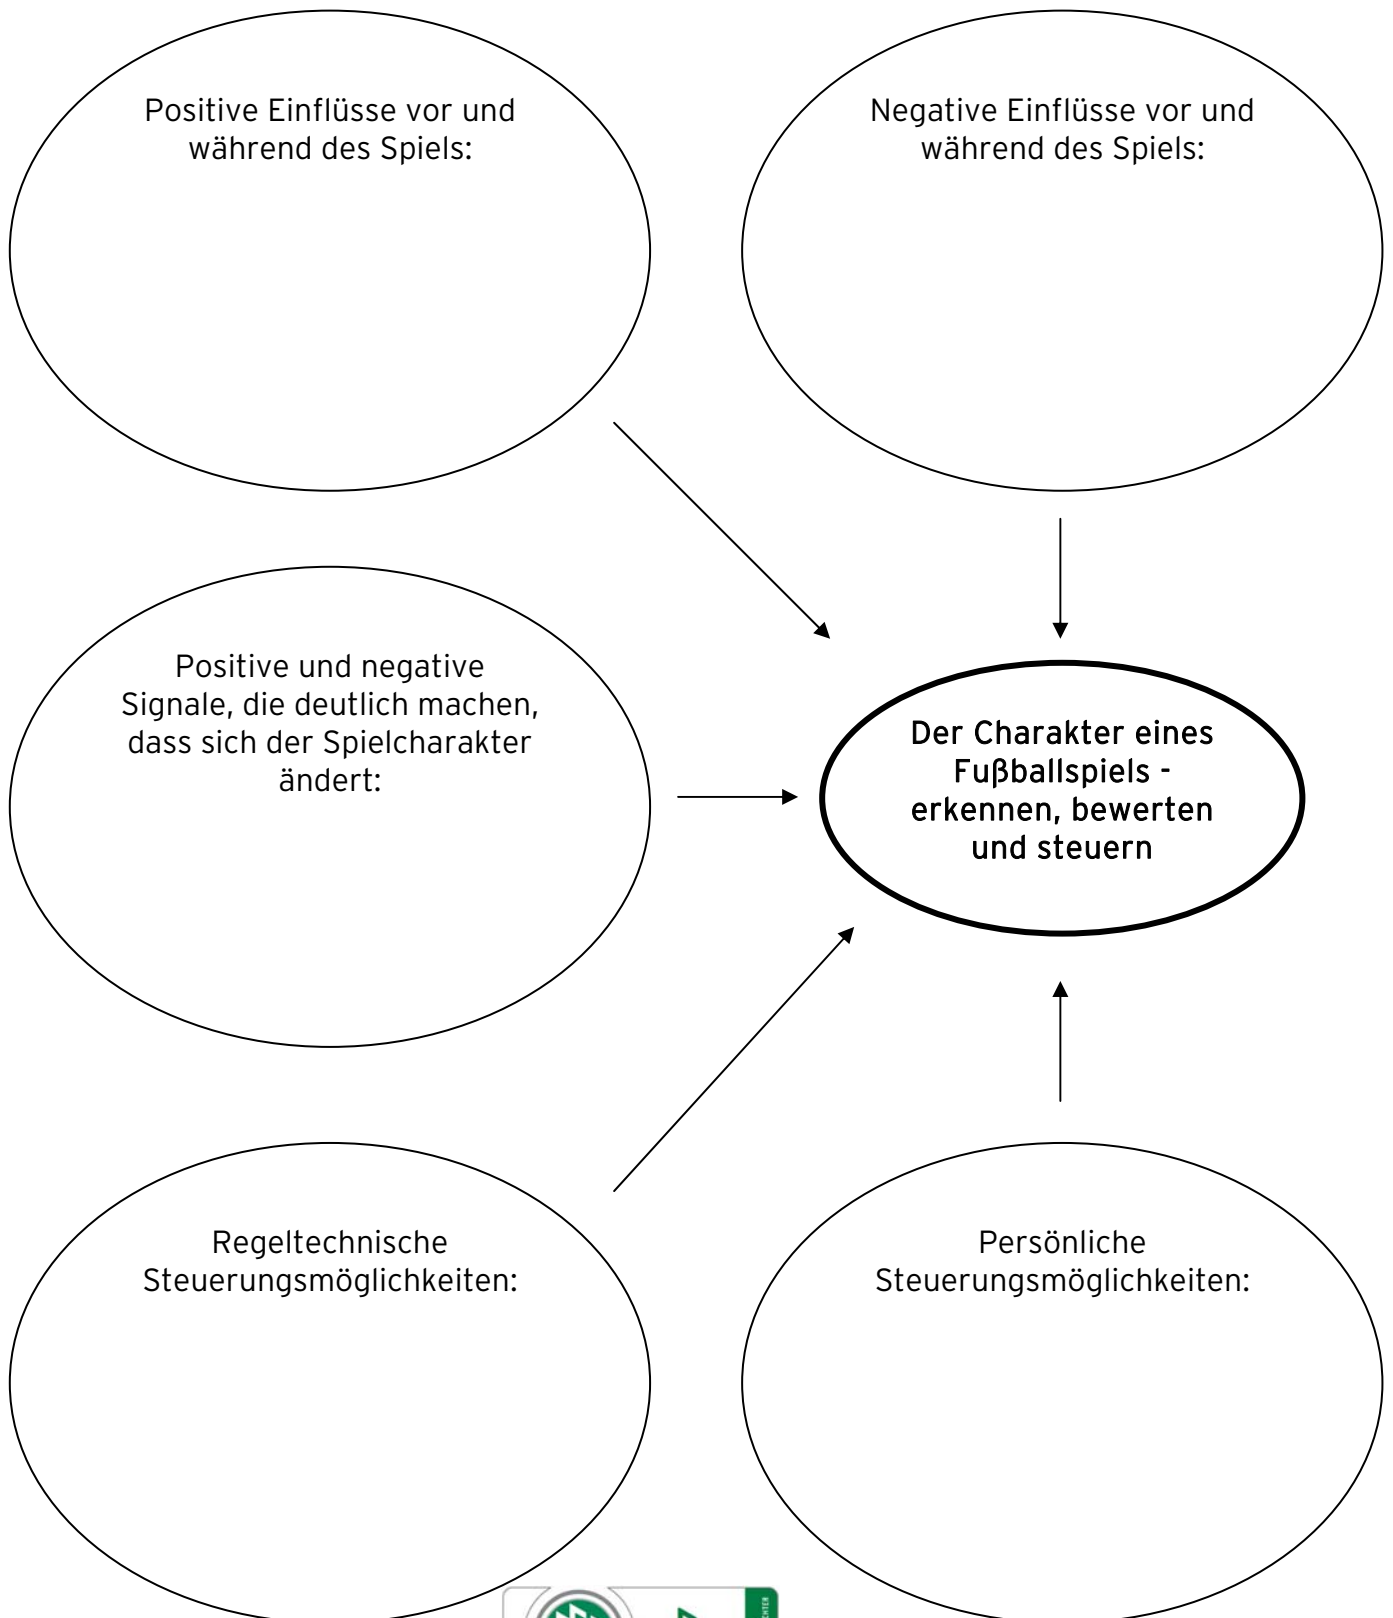 Positive Einflüsse vor und
während des Spiels:
Negative Einflüsse vor und
während des Spiels:
Positive und negative
Signale, die deutlich machen,
dass sich der Spielcharakter
ändert:
Der Charakter eines
Fußballspiels -
erkennen, bewerten
und steuern
Regeltechnische
Steuerungsmöglichkeiten:
Persönliche
Steuerungsmöglichkeiten: